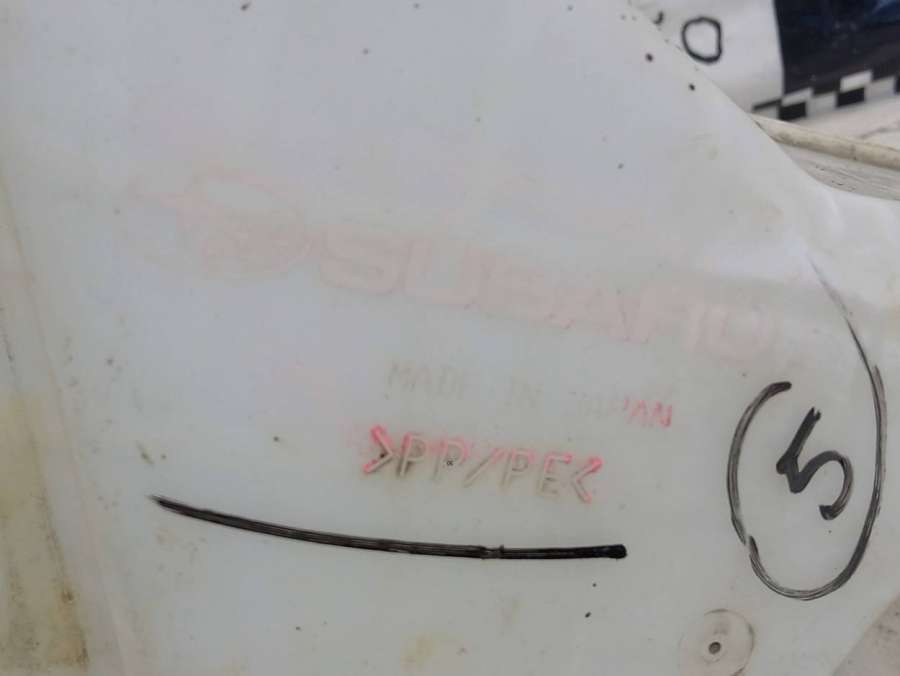 O
SUBARU
MADE IN JAPAN
>PP/PE<
5